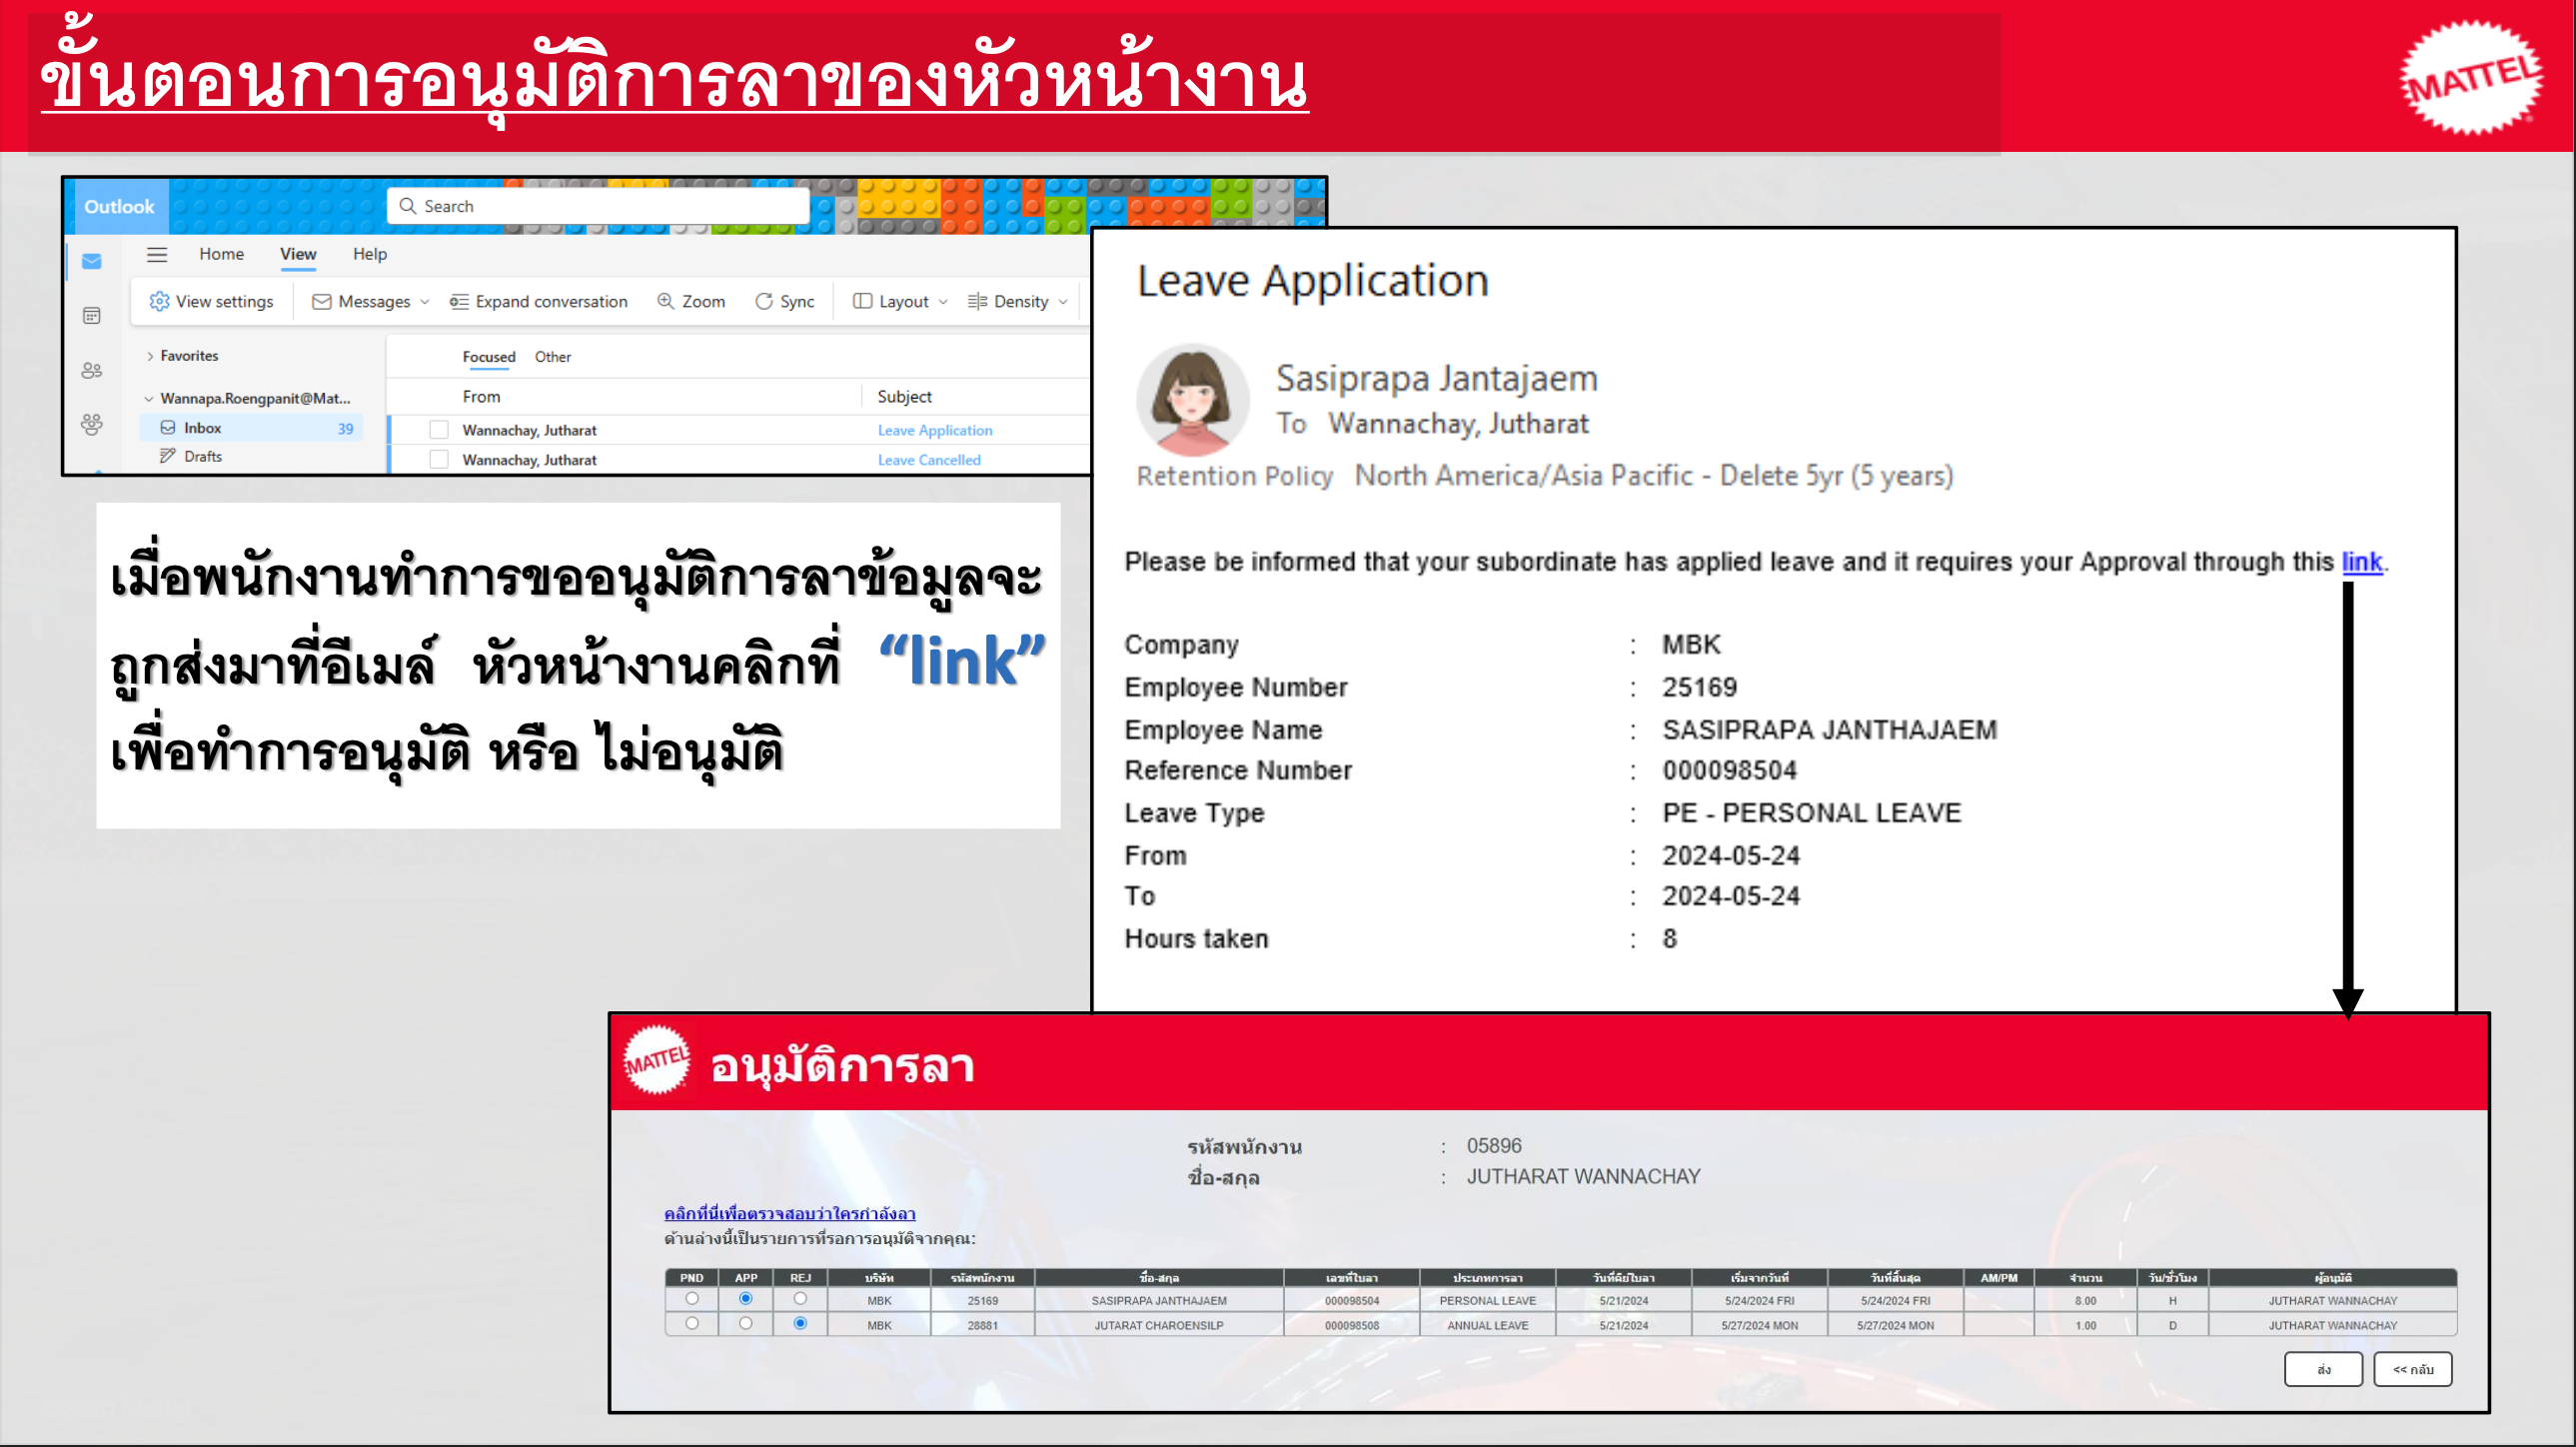 ขั้นตอนการอนุมัติการลาของหัวหน้างาน
MATTEL
Outlook
Search
Home View Help
View settings Messages Expand conversation Zoom Sync Layout Density
Favorites
Focused Other
Wannapa.Roengpanit@Mat...
From Subject
Inbox 39
Wannachay, Jutharat Leave Application
Drafts
Wannachay, Jutharat Leave Cancelled
เมื่อพนักงานทำการขออนุมัติการลาข้อมูลจะ
ถูกส่งมาที่อีเมล์ หัวหน้างานคลิกที่ “link”
เพื่อทำการอนุมัติ หรือ ไม่อนุมัติ
Leave Application
Sasiprapa Jantajaem
To Wannachay, Jutharat
Retention Policy North America/Asia Pacific - Delete 5yr (5 years)
Please be informed that your subordinate has applied leave and it requires your Approval through this link.
Company : MBK
Employee Number : 25169
Employee Name : SASIPRAPA JANTHAJAEM
Reference Number : 000098504
Leave Type : PE - PERSONAL LEAVE
From : 2024-05-24
To : 2024-05-24
Hours taken : 8
MATTEL
อนุมัติการลา
รหัสพนักงาน : 05896
ชื่อ-สกุล : JUTHARAT WANNACHAY
คลิกที่นี่เพื่อตรวจสอบว่าใครกำลังลา
ด้านล่างนี้เป็นรายการที่รอการอนุมัติจากคุณ:
PND APP REJ บริษัท รหัสพนักงาน ชื่อ-สกุล เลขที่ใบลา ประเภทการลา วันที่คีย์ใบลา เริ่มจากวันที่ วันที่สิ้นสุด AM/PM จำนวน วัน/ชั่วโมง ผู้อนุมัติ
MBK 25169 SASIPRAPA JANTHAJAEM 000098504 PERSONAL LEAVE 5/21/2024 5/24/2024 FRI 5/24/2024 FRI 8.00 H JUTHARAT WANNACHAY
MBK 28881 JUTARAT CHAROENSILP 000098508 ANNUAL LEAVE 5/21/2024 5/27/2024 MON 5/27/2024 MON 1.00 D JUTHARAT WANNACHAY
ส่ง << กลับ